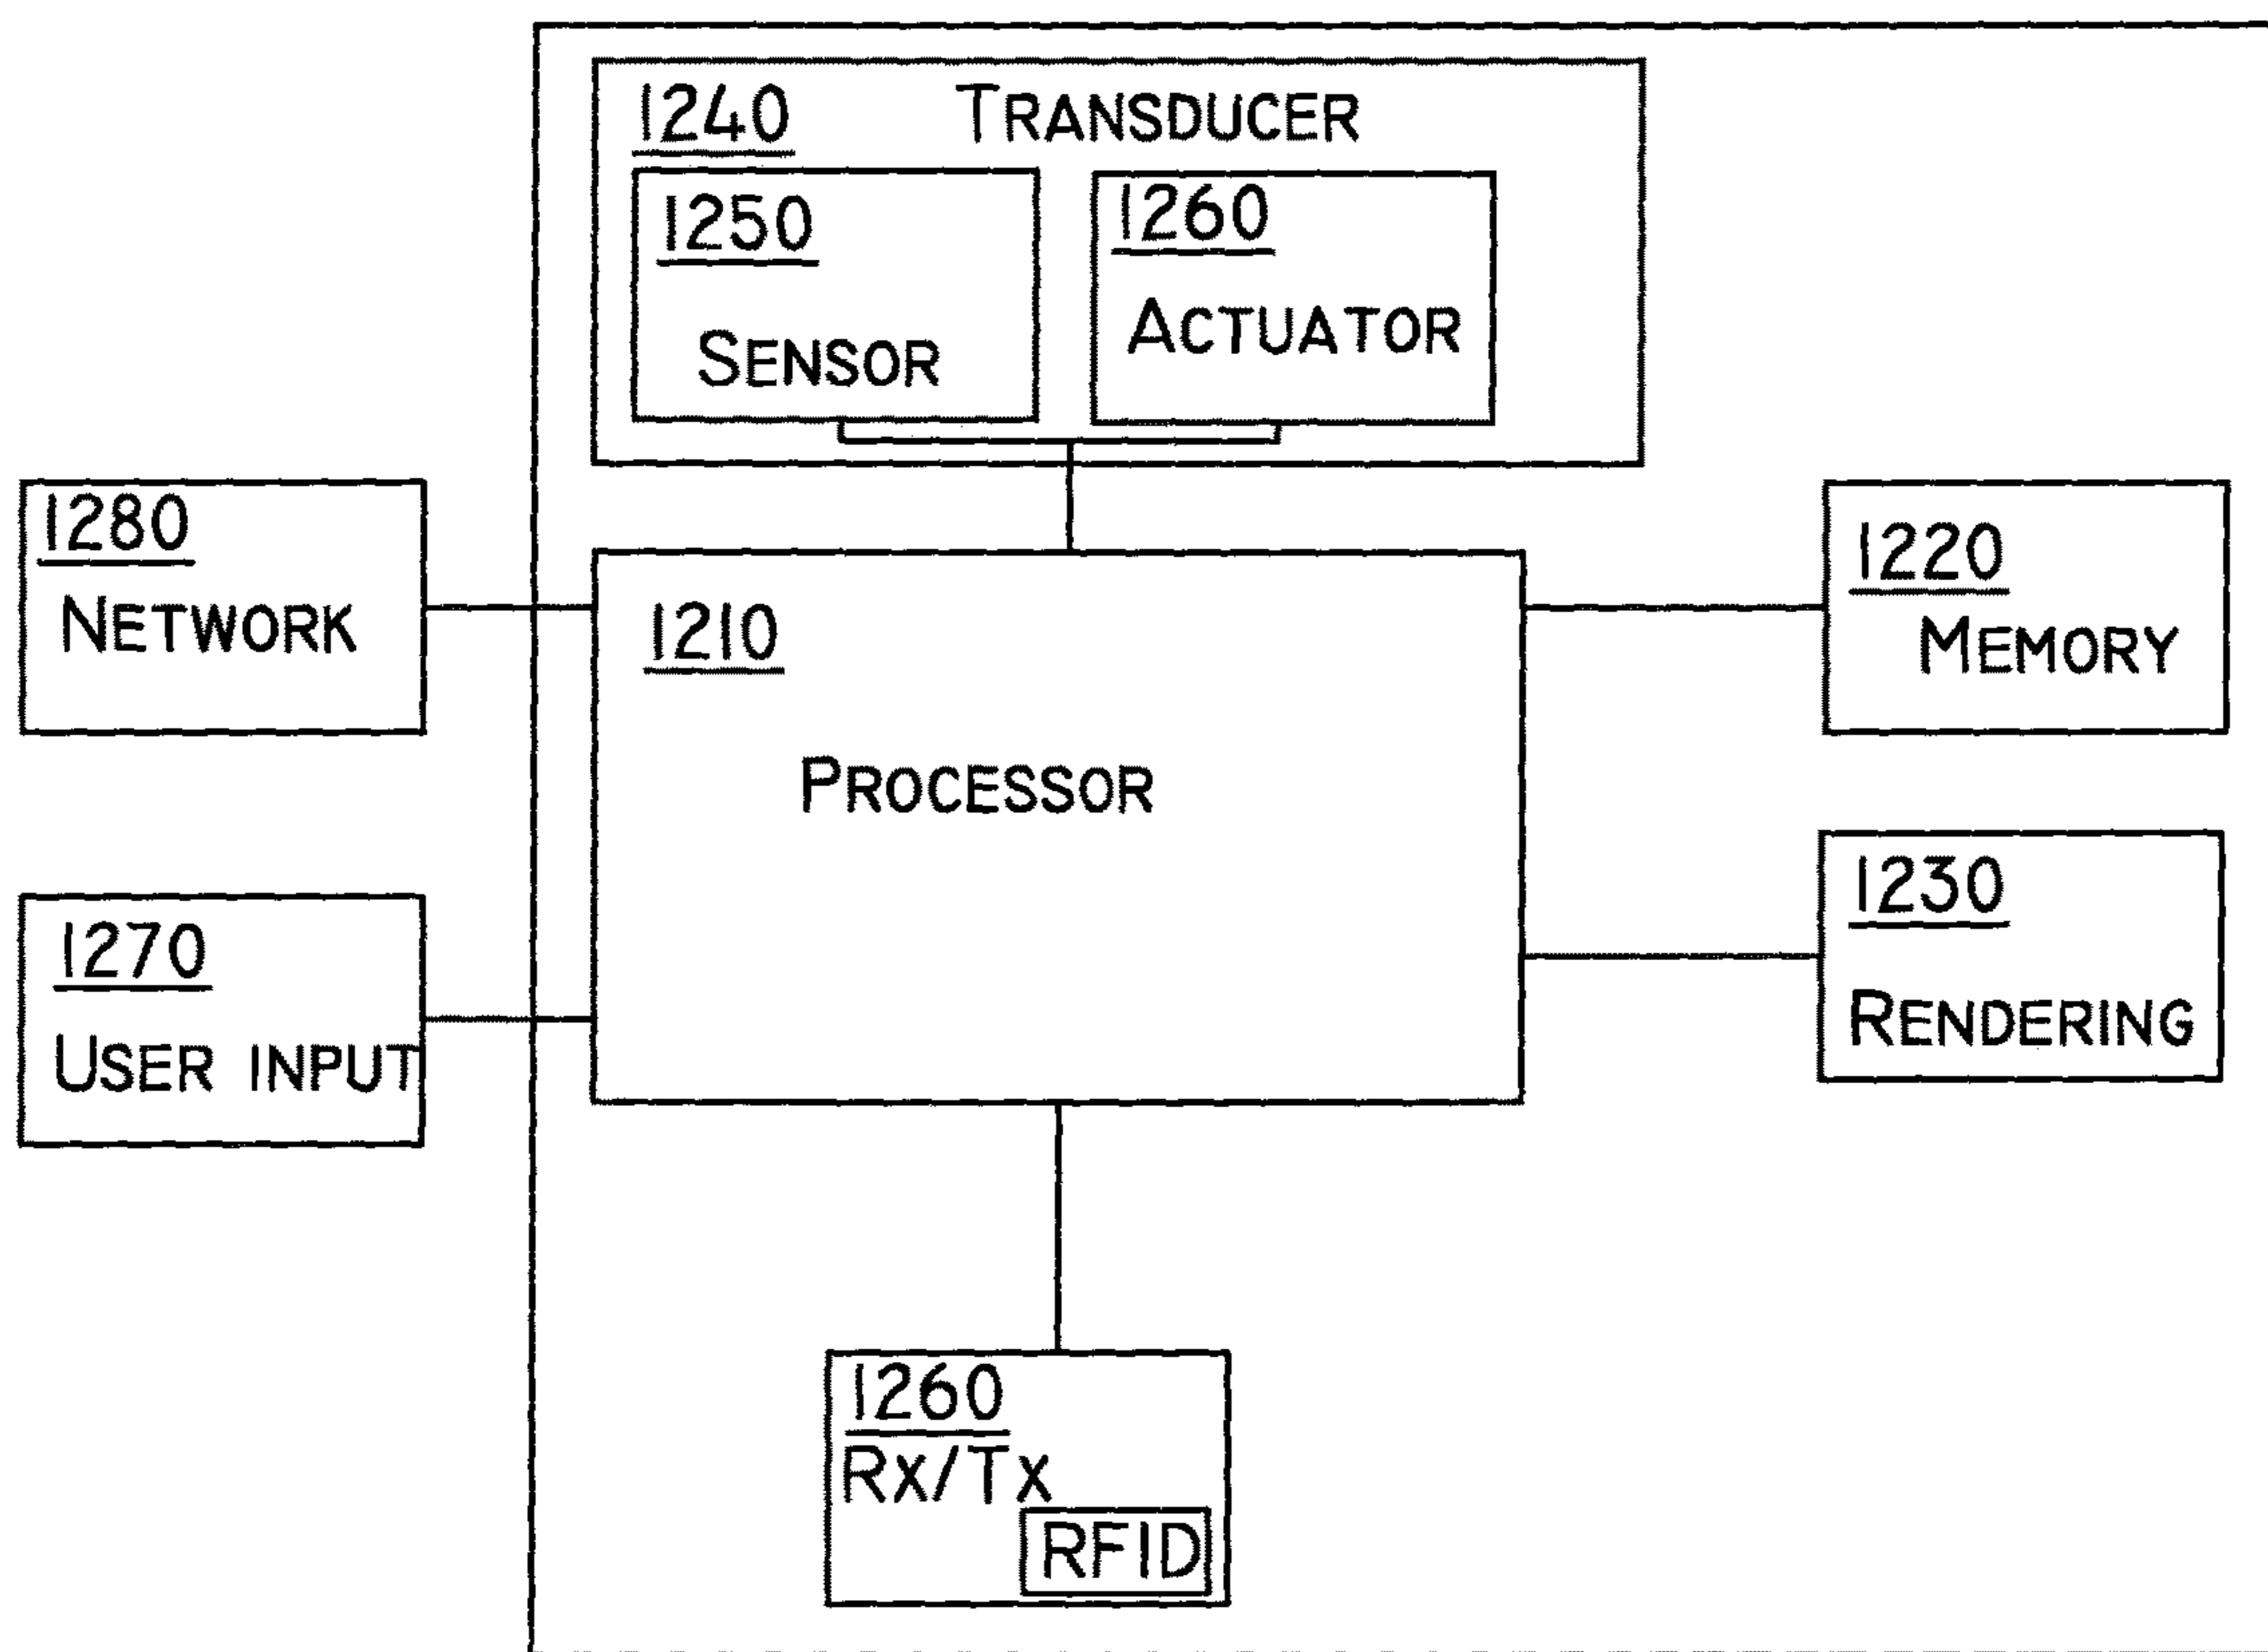 1240 TRANSDUCER
1250
SENSOR
1260
ACTUATOR
1280
NETWORK
1210
PROCESSOR
1220
MEMORY
1270
USER INPUT
1230
RENDERING
1260
RX/TX
RFID